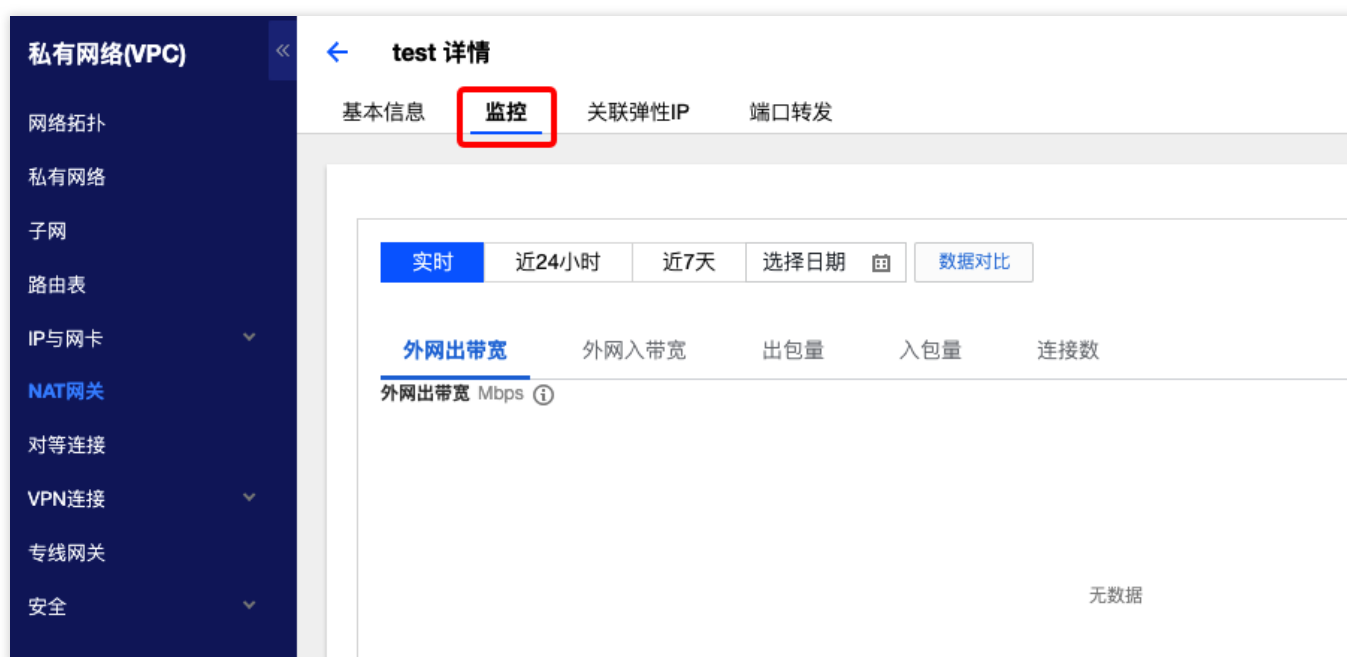 私有网络(VPC)
网络拓扑
私有网络
子网
路由表
IP与网卡
NAT网关
对等连接
VPN连接
专线网关
安全
test 详情
基本信息 监控 关联弹性IP 端口转发
实时 近24小时 近7天 选择日期 数据对比
外网出带宽 外网入带宽 出包量 入包量 连接数
外网出带宽 Mbps
无数据